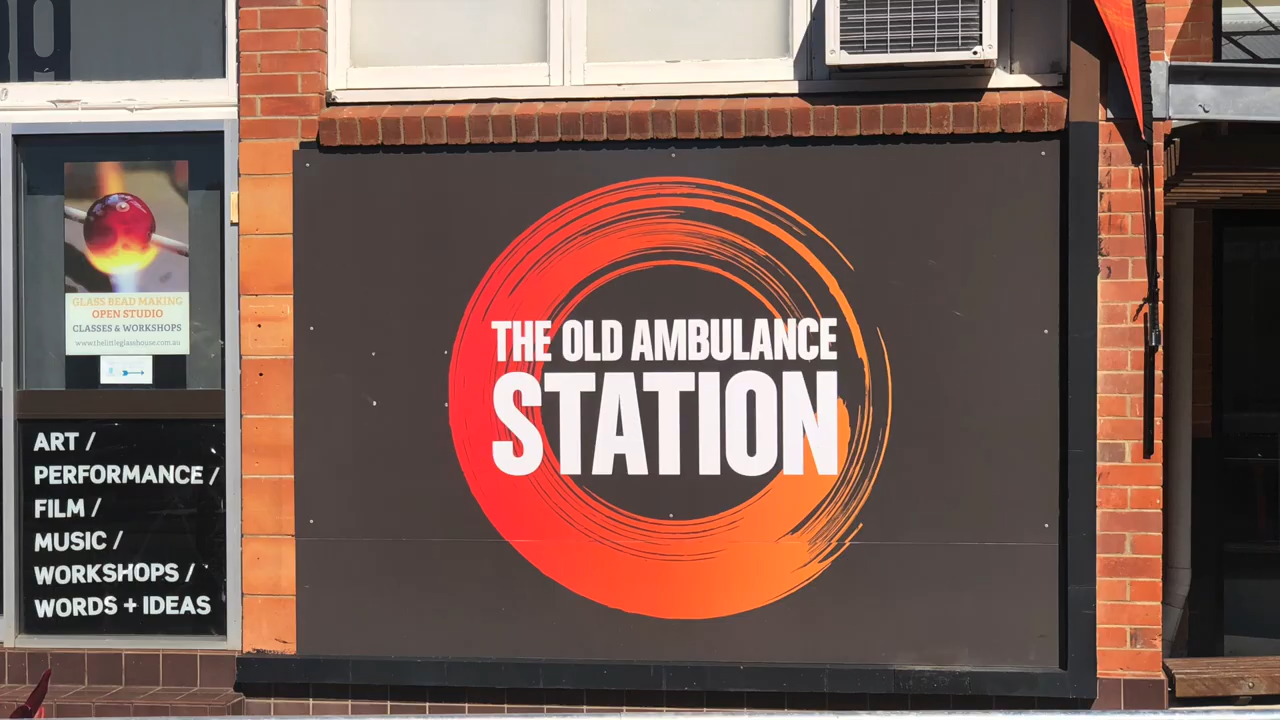 GLASS BEAD MAKING
OPEN STUDIO
CLASSES & WORKSHOPS
www.thelittleglasshouse.com.au
ART /
PERFORMANCE /
FILM /
MUSIC /
WORKSHOPS /
WORDS + IDEAS
THE OLD AMBULANCE
STATION